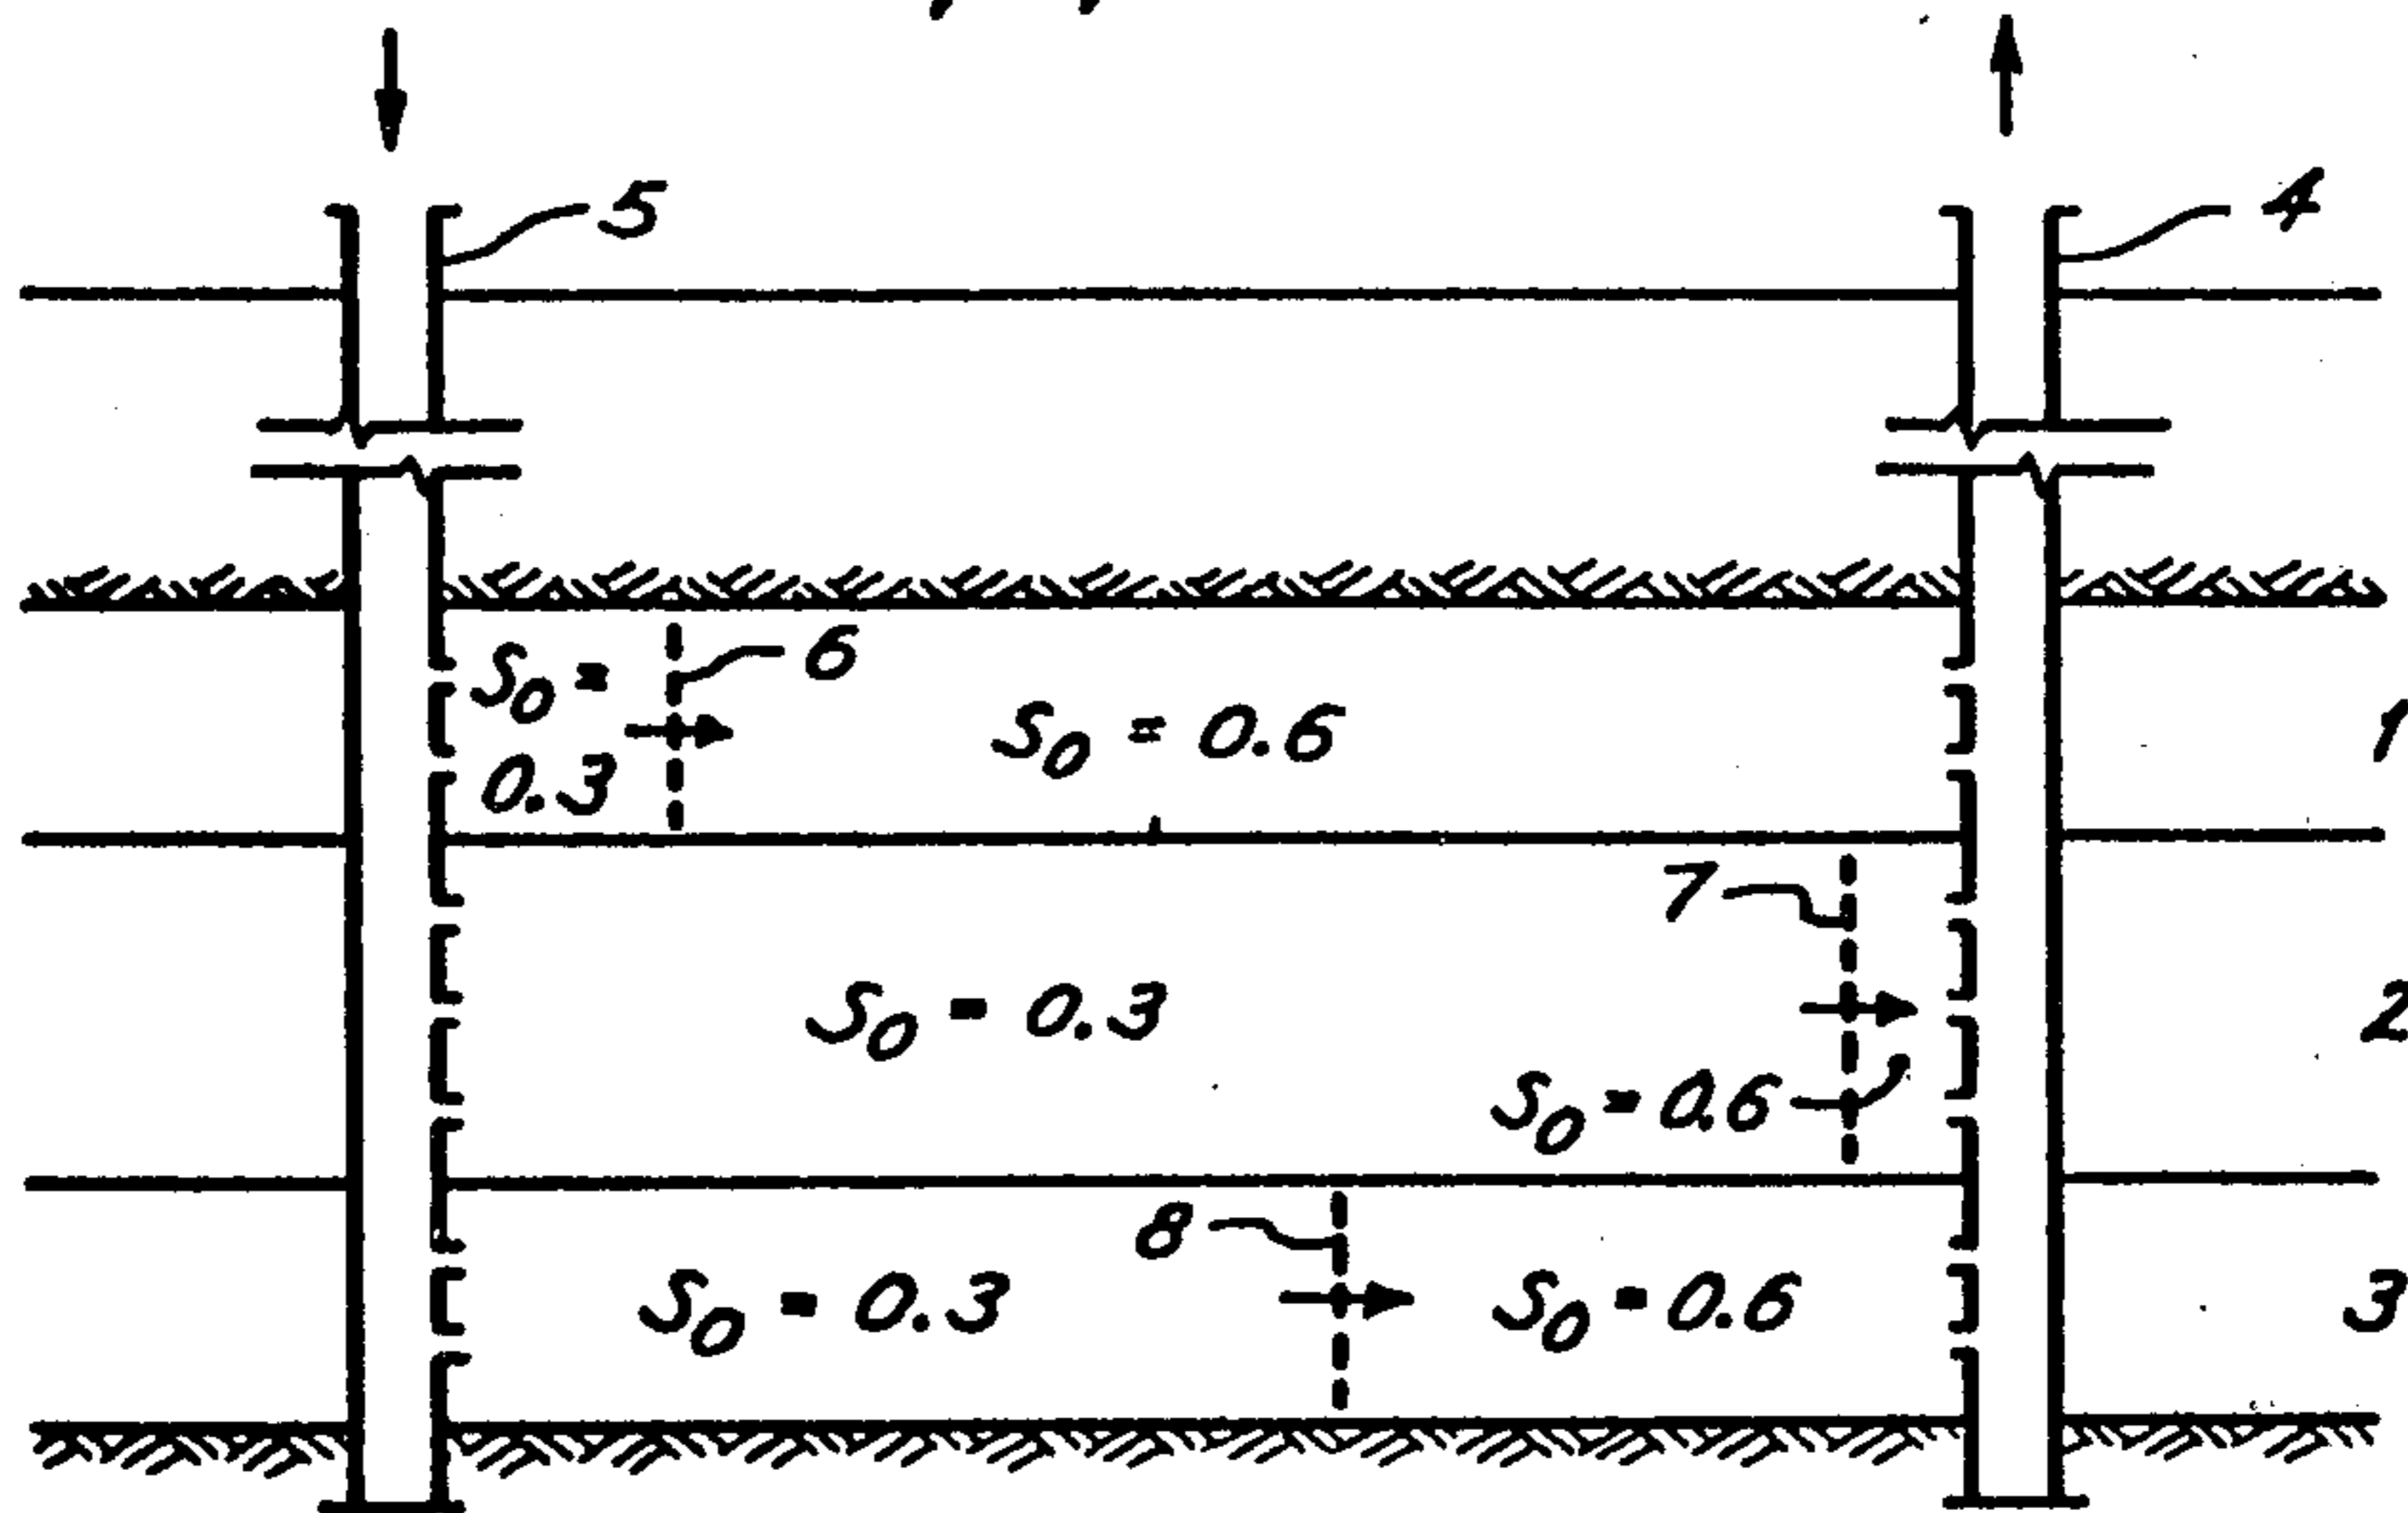 5
4
S₀ =
0.3
6
S₀ = 0.6
1
7
S₀ = 0.3
2
S₀ = 0.6
8
S₀ = 0.3
S₀ = 0.6
3